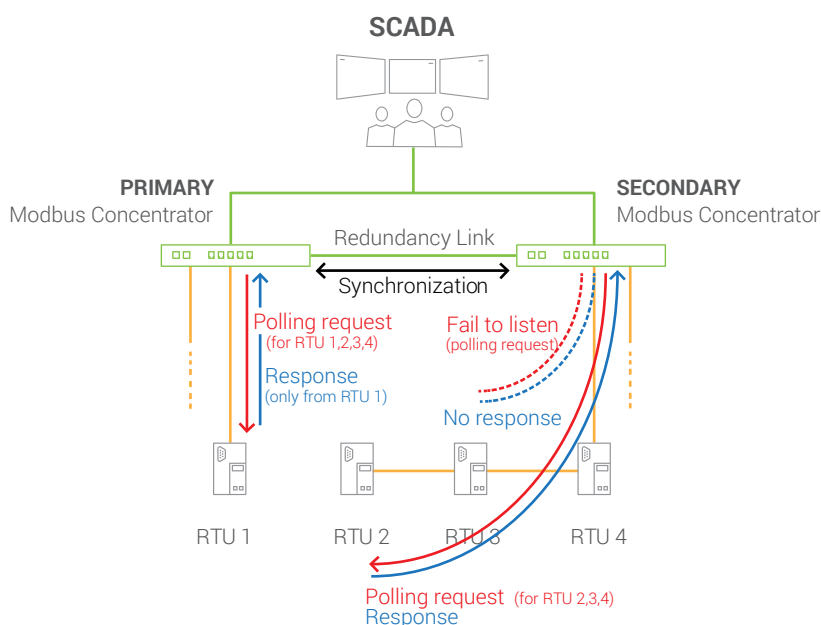 SCADA
PRIMARY
Modbus Concentrator
SECONDARY
Modbus Concentrator
Redundancy Link
Synchronization
Polling request
(for RTU 1,2,3,4)
Response
(only from RTU 1)
Fail to listen
(polling request)
No response
RTU 1
RTU 2
RTU 3
RTU 4
Polling request (for RTU 2,3,4)
Response